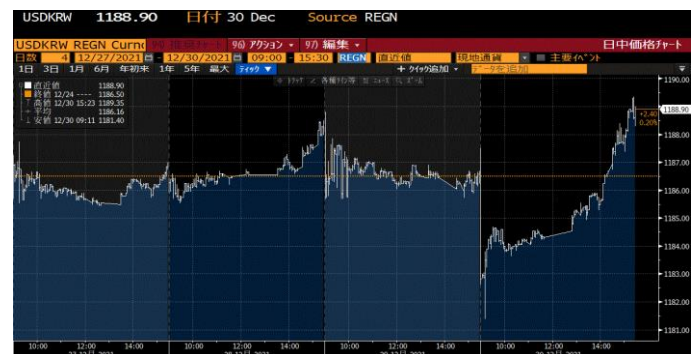 USDKRW 1188.90 日付 30 Dec Source REGN
USDKRW REGN Curnc 96) アクション 97) 編集 日中価格チャート
日数 4 12/27/2021 - 12/30/2021 09:00 - 15:30 REGN 直近値 現地通貨 主要イベント
1日 3日 1月 6月 年初来 1年 5年 最大 ティック ▼ + クイック追加 データを追加
直近値 1188.90
終値 12/24 ---- 1186.50
高値 12/30 15:23 1189.35
平均 1186.16
安値 12/30 09:11 1181.40
1190.00
1188.90
+2.40
0.20%
1188.00
1187.00
1186.00
1185.00
1184.00
1183.00
1182.00
1181.00
10:00 12:00 14:00 10:00 12:00 14:00 10:00 12:00 14:00 10:00 12:00 14:00